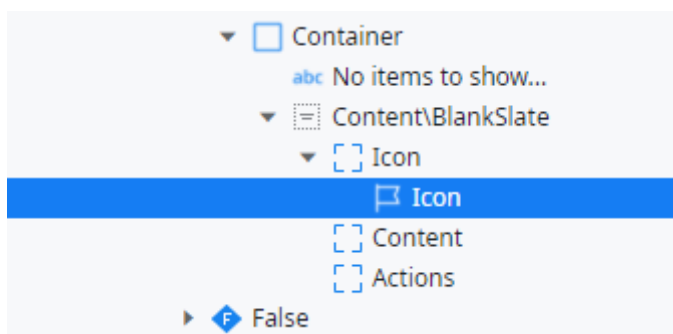 Container
abc No items to show...
Content\BlankSlate
Icon
Icon
Content
Actions
F False